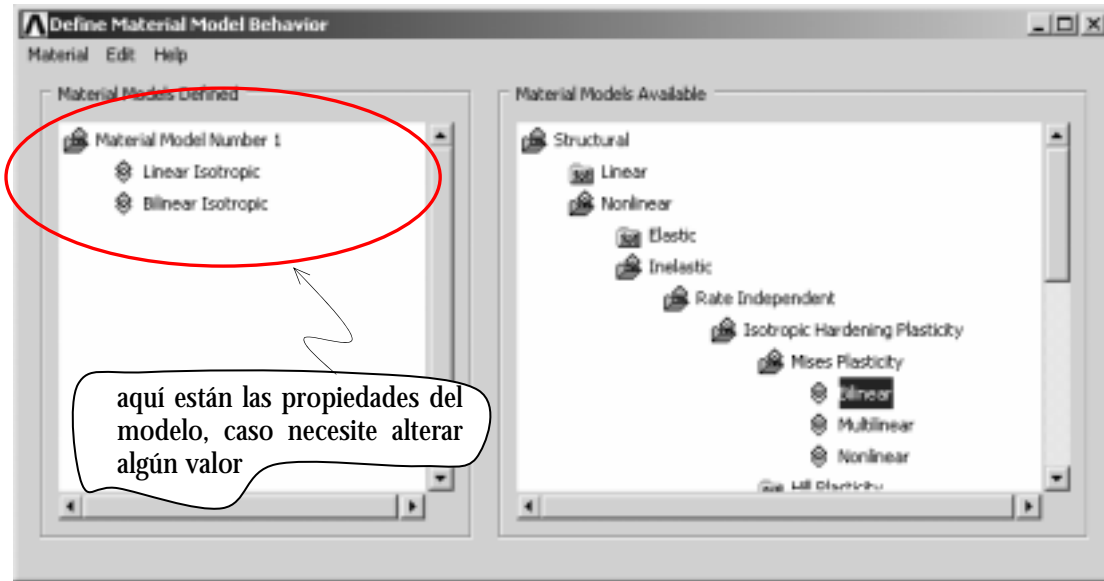 Define Material Model Behavior
Material Edit Help
Material Models Defined
Material Model Number 1
Linear Isotropic
Bilinear Isotropic
aquí están las propiedades del
modelo, caso necesite alterar
algún valor
Material Models Available
Structural
Linear
Nonlinear
Elastic
Inelastic
Rate Independent
Isotropic Hardening Plasticity
Mises Plasticity
Bilinear
Multilinear
Nonlinear
Hill Plasticity